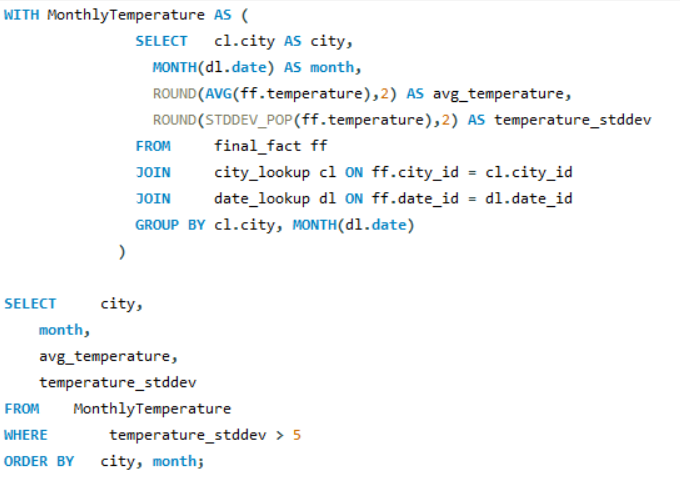 WITH MonthlyTemperature AS (
SELECT cl.city AS city,
MONTH(dl.date) AS month,
ROUND(AVG(ff.temperature),2) AS avg_temperature,
ROUND(STDDEV_POP(ff.temperature),2) AS temperature_stddev
FROM final_fact ff
JOIN city_lookup cl ON ff.city_id = cl.city_id
JOIN date_lookup dl ON ff.date_id = dl.date_id
GROUP BY cl.city, MONTH(dl.date)
)
SELECT city,
month,
avg_temperature,
temperature_stddev
FROM MonthlyTemperature
WHERE temperature_stddev > 5
ORDER BY city, month;